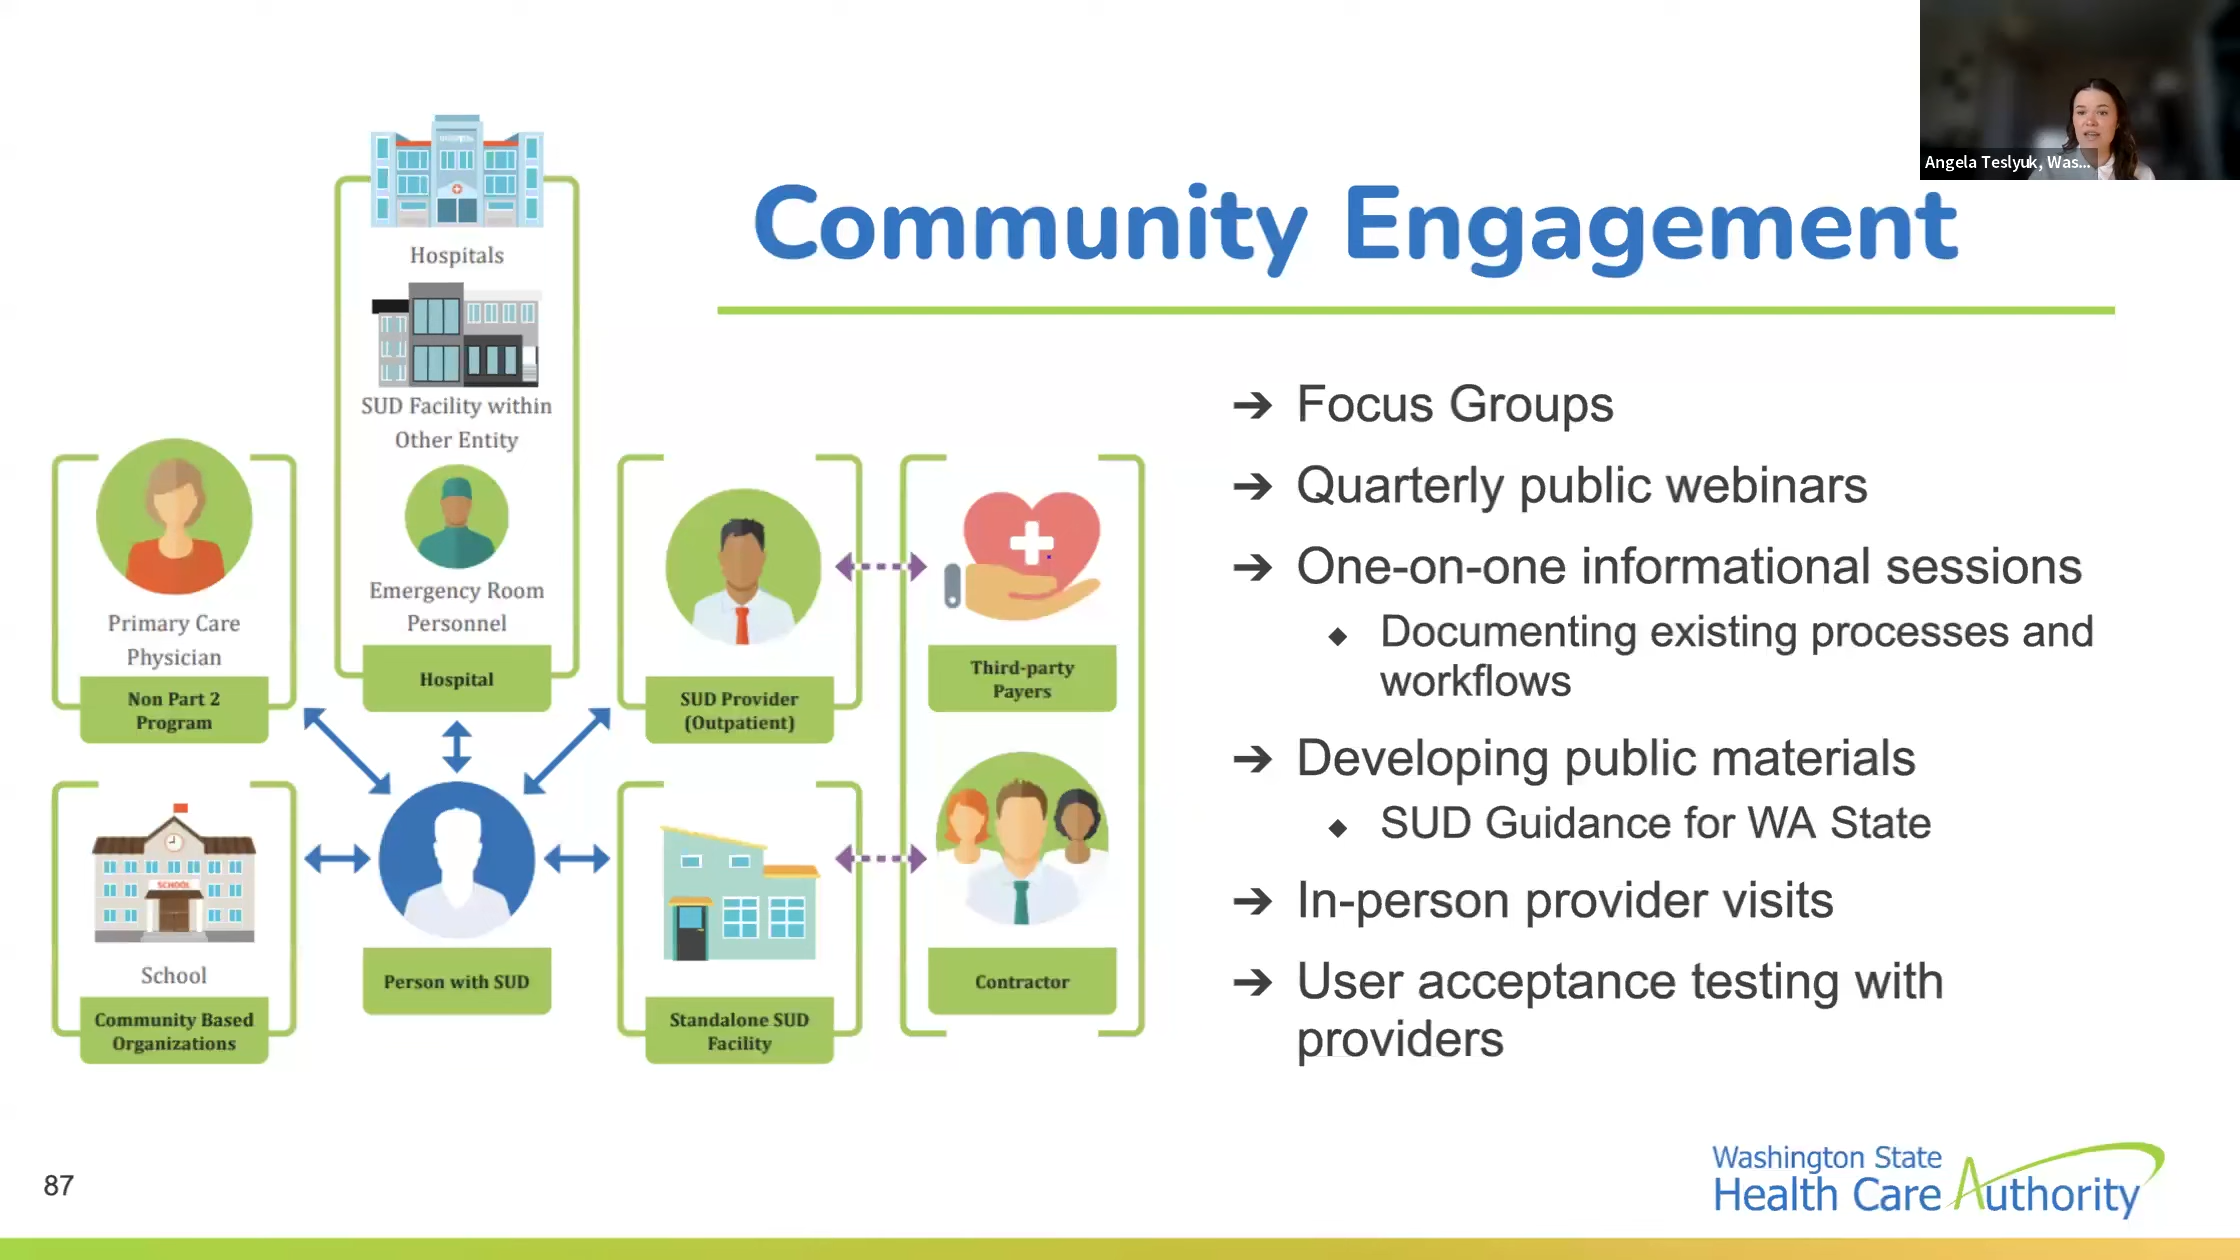 Angela Teslyuk, Was...
Community Engagement
Hospitals
SUD Facility within
Other Entity
Emergency Room
Personnel
Hospital
Primary Care
Physician
Non Part 2
Program
SUD Provider
(Outpatient)
Third-party
Payers
SCHOOL
School
Community Based
Organizations
Person with SUD
Standalone SUD
Facility
Contractor
➔ Focus Groups
➔ Quarterly public webinars
➔ One-on-one informational sessions
◆ Documenting existing processes and
workflows
➔ Developing public materials
◆ SUD Guidance for WA State
➔ In-person provider visits
➔ User acceptance testing with
providers
87
Washington State
Health Care Authority